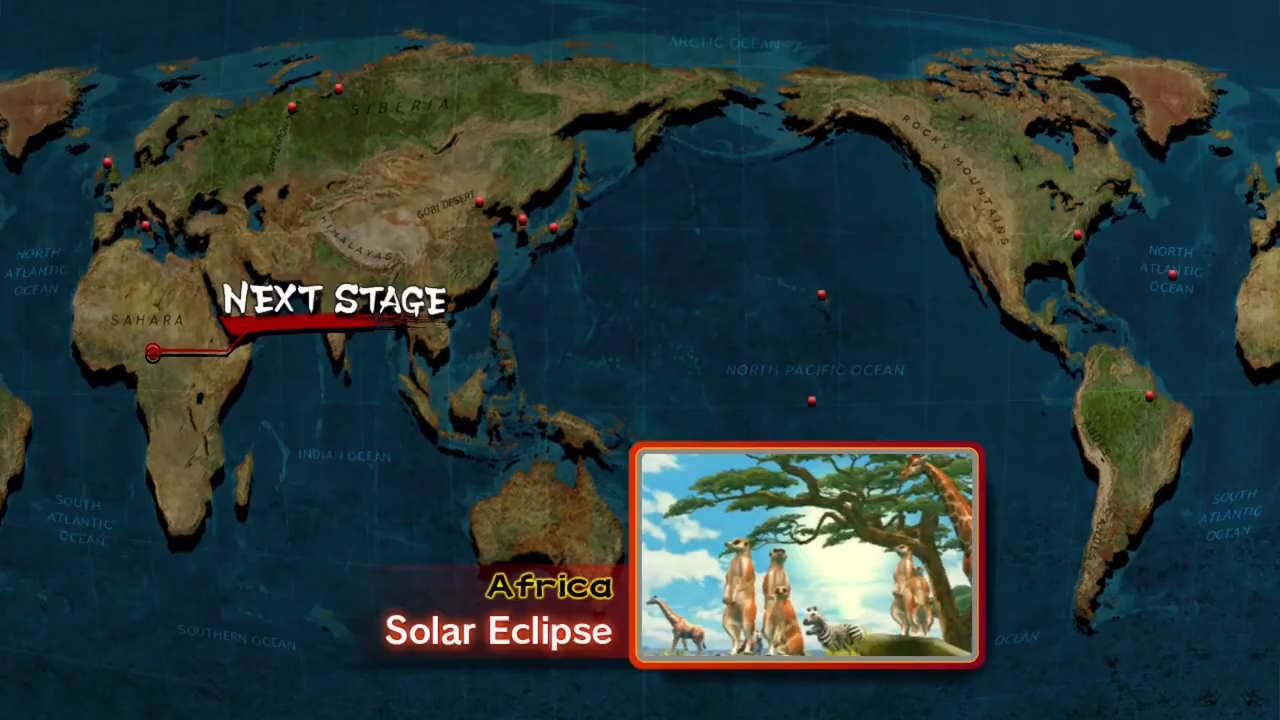 ARCTIC OCEAN
SIBERIA
ROCKY MOUNTAINS
GOBI DESERT
HIMALAYAS
NORTH
ATLANTIC
OCEAN
NORTH
ATLANTIC
OCEAN
NEXT STAGE
SAHARA
NORTH PACIFIC OCEAN
INDIAN OCEAN
SOUTH
ATLANTIC
OCEAN
SOUTH
ATLANTIC
OCEAN
Africa
Solar Eclipse
SOUTHERN OCEAN
OCEAN